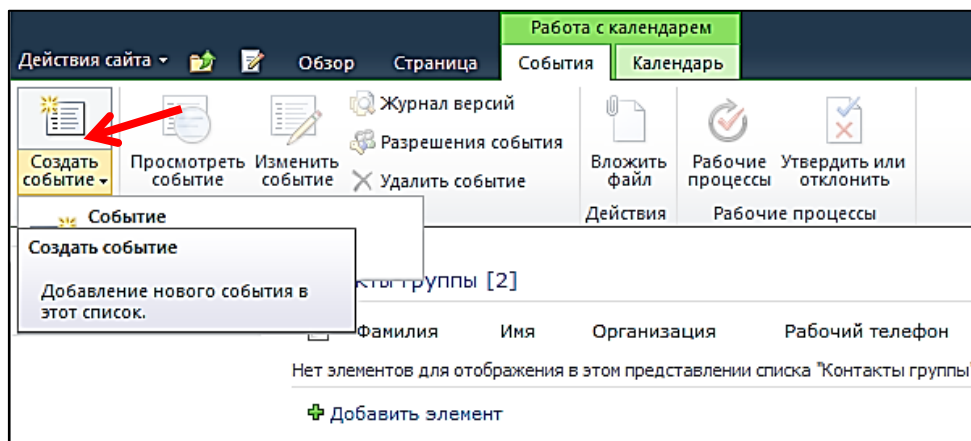 Работа с календарем
Действия сайта
Обзор
Страница
События
Календарь
Создать
событие
Просмотреть
событие
Изменить
событие
Журнал версий
Разрешения события
Удалить событие
Вложить
файл
Рабочие
процессы
Утвердить или
отклонить
Действия
Рабочие процессы
Событие
Создать событие
Добавление нового события в
этот список.
группы [2]
Фамилия Имя Организация Рабочий телефон
Нет элементов для отображения в этом представлении списка "Контакты группы"
Добавить элемент